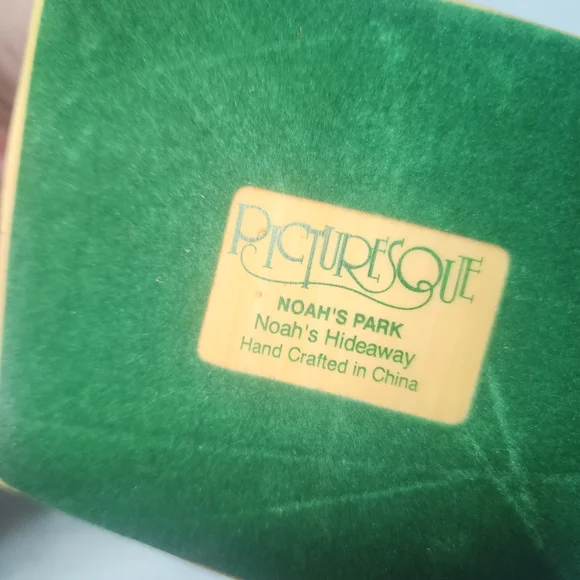 PICTURESQUE
NOAH'S PARK
Noah's Hideaway
Hand Crafted in China